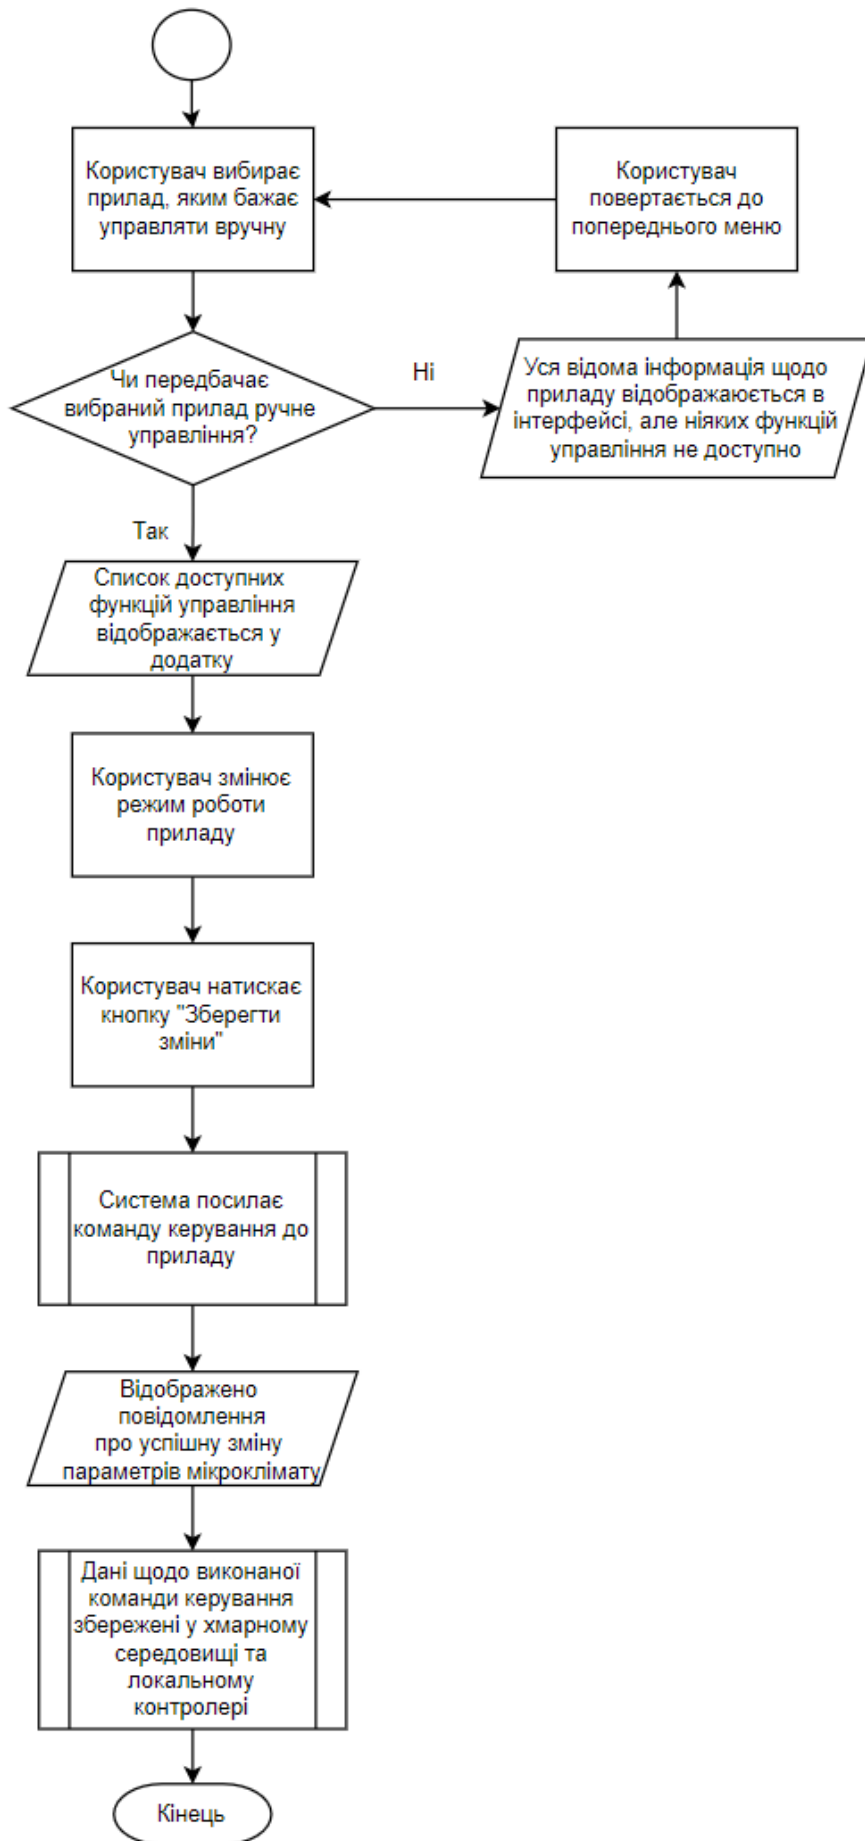 Користувач вибирає
прилад, яким бажає
управляти вручну
Користувач
повертається до
попереднього меню
Чи передбачає
вибраний прилад ручне
управління?
Ні
Уся відома інформація щодо
приладу відображаюється в
інтерфейсі, але ніяких функцій
управління не доступно
Так
Список доступних
функцій управління
відображається у
додатку
Користувач змінює
режим роботи
приладу
Користувач натискає
кнопку "Зберегти
зміни"
Система посилає
команду керування до
приладу
Відображено
повідомлення
про успішну зміну
параметрів мікроклімату
Дані щодо виконаної
команди керування
збережені у хмарному
середовищі та
локальному
контролері
Кінець